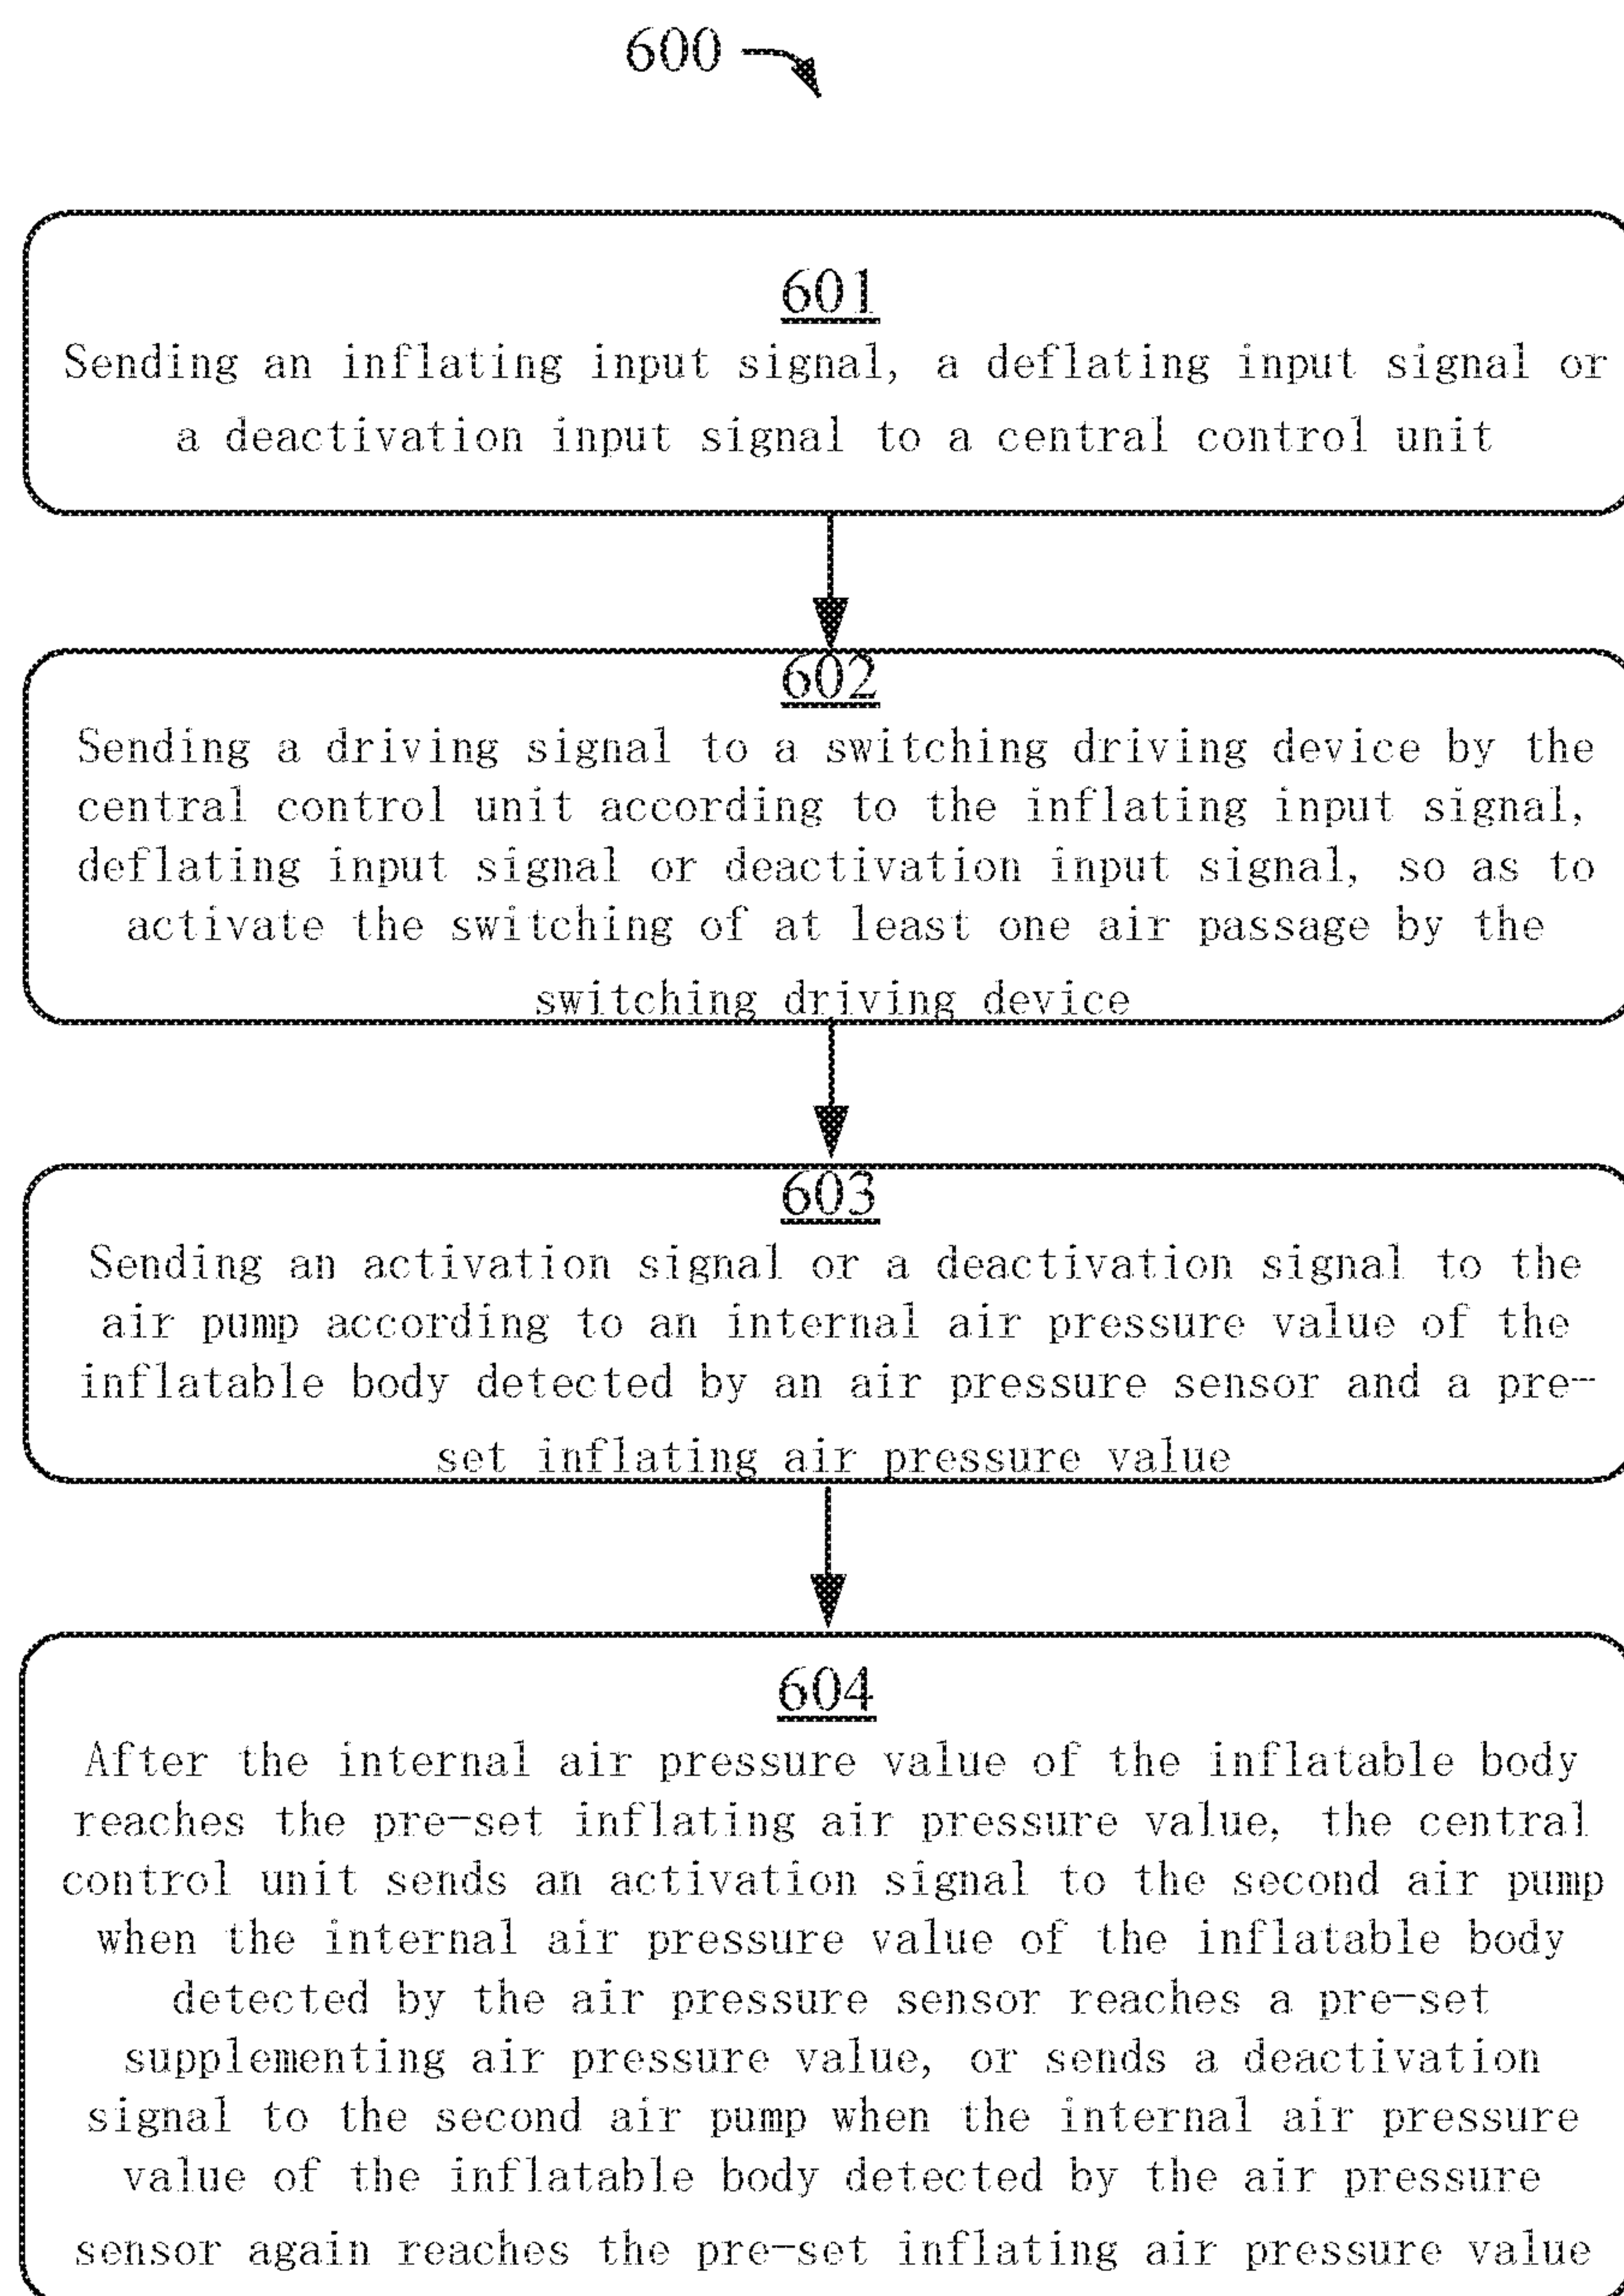 600
601
Sending an inflating input signal, a deflating input signal or
a deactivation input signal to a central control unit
602
Sending a driving signal to a switching driving device by the
central control unit according to the inflating input signal,
deflating input signal or deactivation input signal, so as to
activate the switching of at least one air passage by the
switching driving device
603
Sending an activation signal or a deactivation signal to the
air pump according to an internal air pressure value of the
inflatable body detected by an air pressure sensor and a pre-
set inflating air pressure value
604
After the internal air pressure value of the inflatable body
reaches the pre-set inflating air pressure value, the central
control unit sends an activation signal to the second air pump
when the internal air pressure value of the inflatable body
detected by the air pressure sensor reaches a pre-set
supplementing air pressure value, or sends a deactivation
signal to the second air pump when the internal air pressure
value of the inflatable body detected by the air pressure
sensor again reaches the pre-set inflating air pressure value